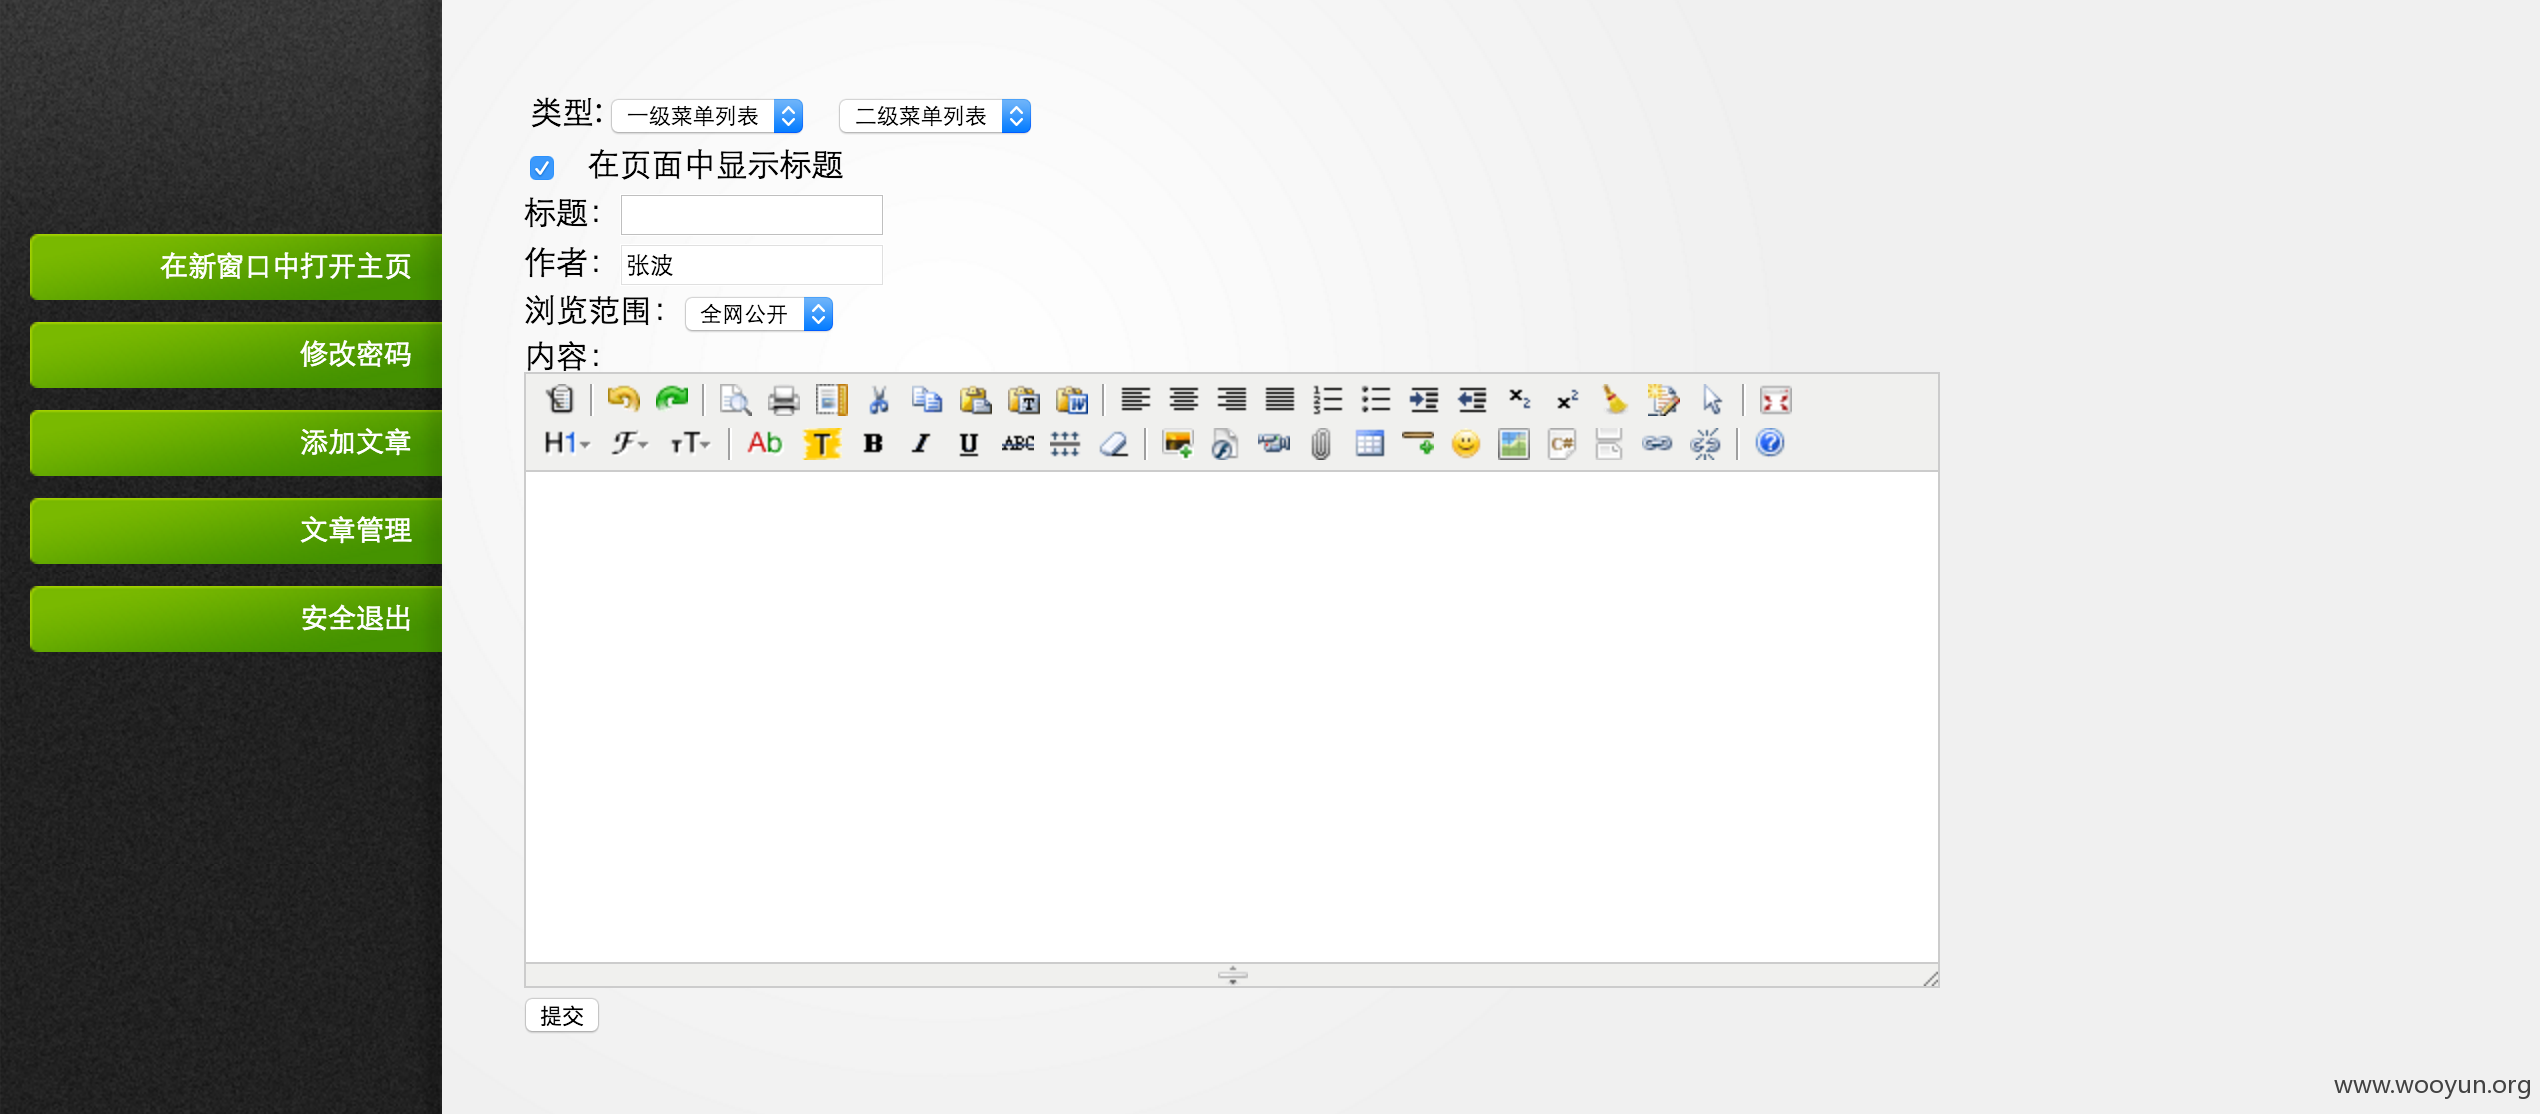 在新窗口中打开主页
修改密码
添加文章
文章管理
安全退出
类型: 一级菜单列表 二级菜单列表
在页面中显示标题
标题：
作者： 张波
浏览范围： 全网公开
内容：
H1 F TT Ab T B I U ABC C#
提交
www.wooyun.org